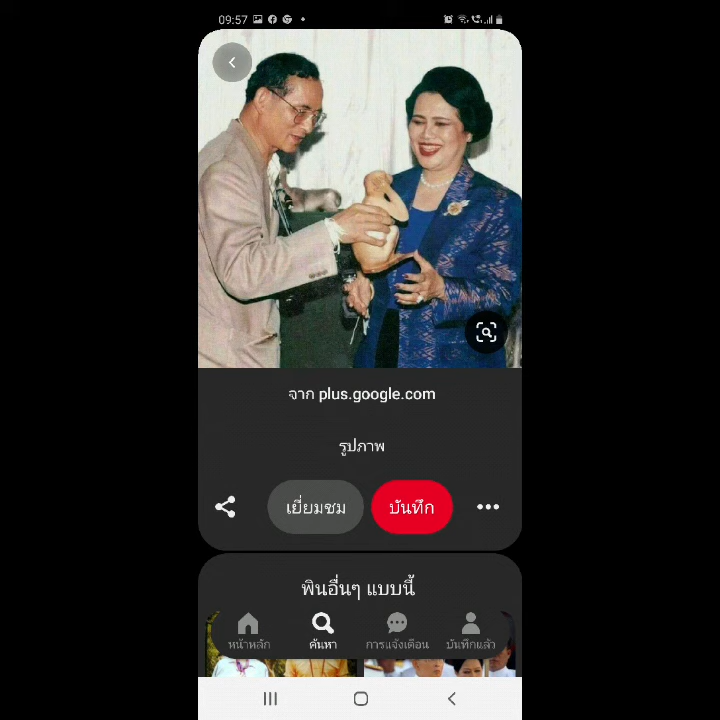 09:57
จาก plus.google.com
รูปภาพ
เยี่ยมชม
บันทึก
พินอื่นๆ แบบนี้
หน้าหลัก
ค้นหา
การแจ้งเตือน
บันทึกแล้ว